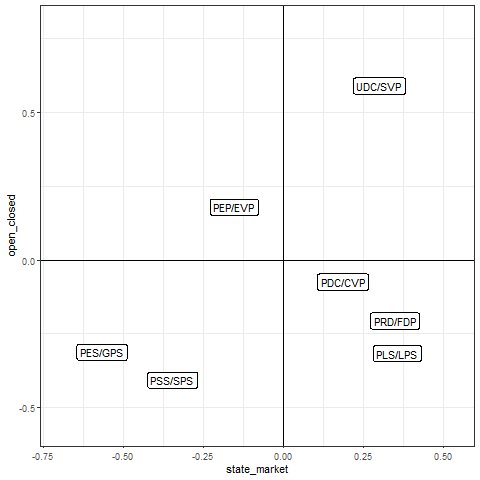 UDC/SVP
0.5
PEP/EVP
open_closed
0.0
PDC/CVP
PRD/FDP
PES/GPS
PLS/LPS
PSS/SPS
-0.5
-0.75
-0.50
-0.25
0.00
0.25
0.50
state_market